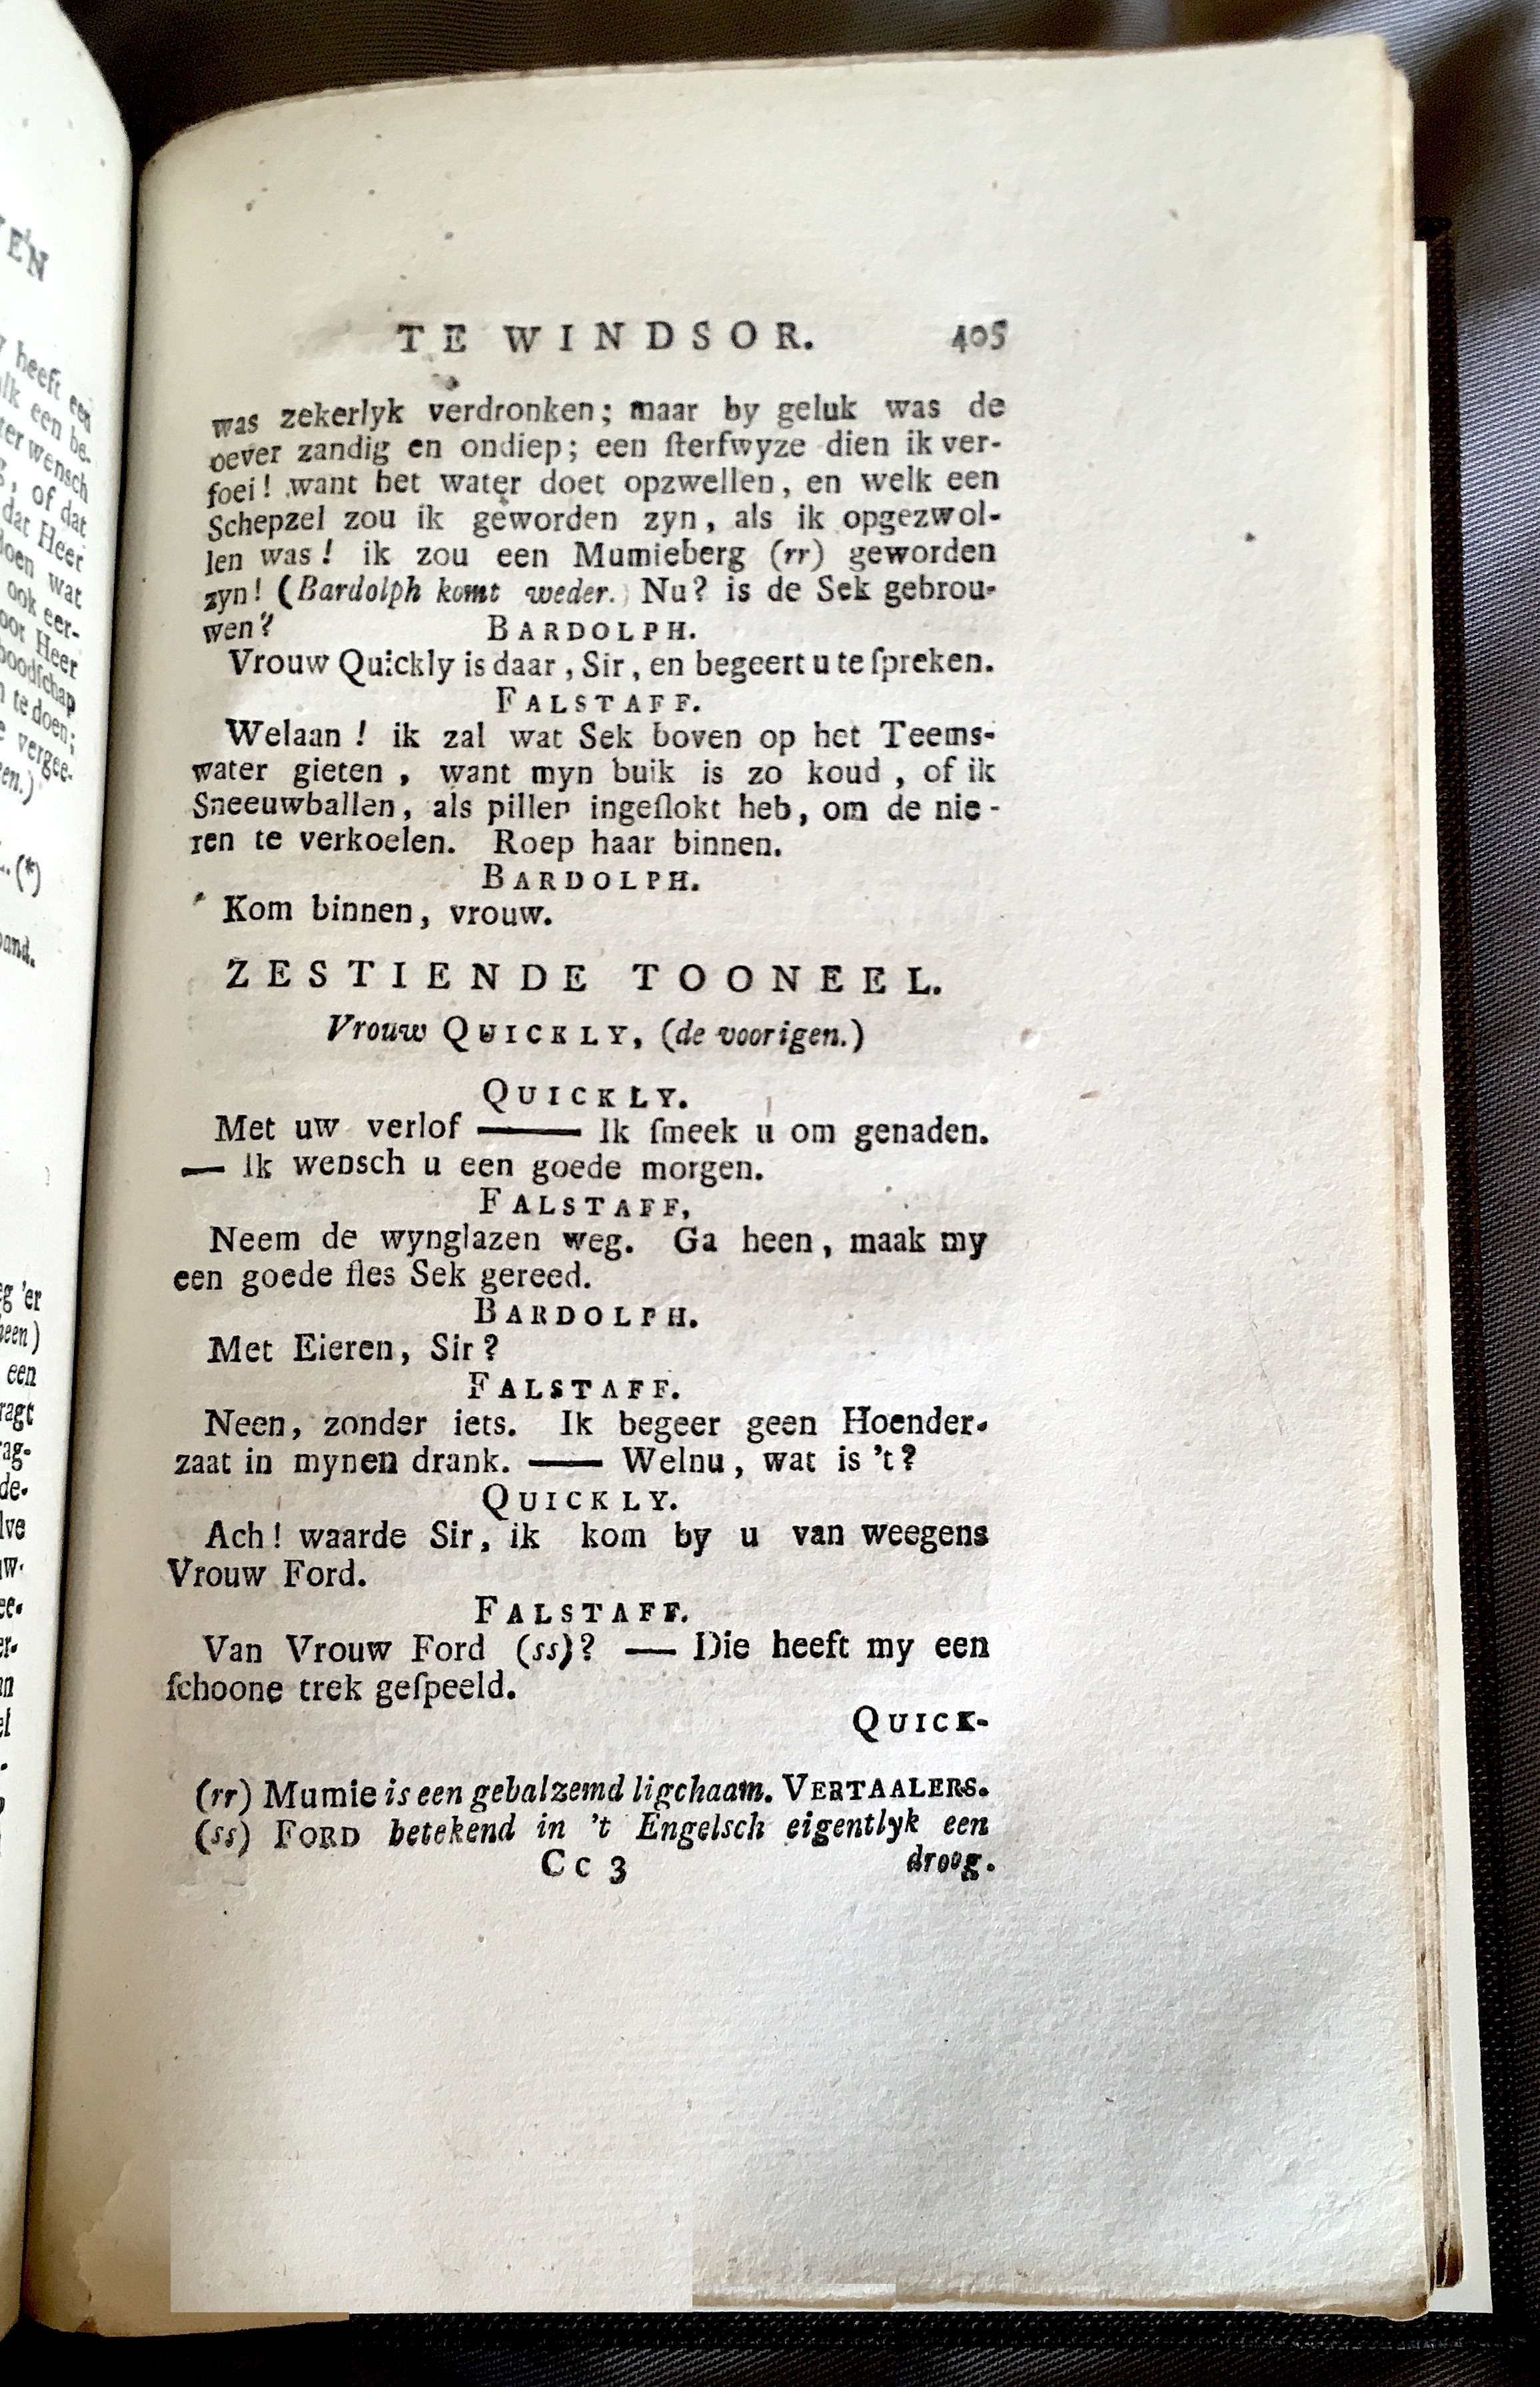 TE WINDSOR. 405
was zekerlyk verdronken; maar by geluk was de
oever zandig en ondiep; een ſterfwyze dien ik ver-
foei! want het water doet opzwellen, en welk een
Schepzel zou ik geworden zyn, als ik opgezwol-
len was! ik zou een Mumieberg (rr) geworden
zyn! (Bardolph komt weder.) Nu? is de Sek gebrou-
wen? BARDOLPH.
Vrouw Quickly is daar, Sir, en begeert u te ſpreken.
FALSTAFF.
Welaan! ik zal wat Sek boven op het Teems-
water gieten, want myn buik is zo koud, of ik
Sneeuwballen, als pillen ingeſlokt heb, om de nie-
ren te verkoelen. Roep haar binnen.
BARDOLPH.
Kom binnen, vrouw.
ZESTIENDE TOONEEL.
Vrouw QUICKLY, (de voorigen.)
QUICKLY.
Met uw verlof —— Ik ſmeek u om genaden.
— Ik wensch u een goede morgen.
FALSTAFF,
Neem de wynglazen weg. Ga heen, maak my
een goede fles Sek gereed.
BARDOLPH.
Met Eieren, Sir?
FALSTAFF.
Neen, zonder iets. Ik begeer geen Hoender-
zaat in mynen drank. —— Welnu, wat is 't?
QUICKLY.
Ach! waarde Sir, ik kom by u van weegens
Vrouw Ford.
FALSTAFF.
Van Vrouw Ford (ss)? — Die heeft my een
ſchoone trek geſpeeld.
QUICK-
(rr) Mumie is een gebalzemd ligchaam. VERTAALERS.
(ss) FORD betekend in 't Engelsch eigentlyk een
Cc 3 droog.